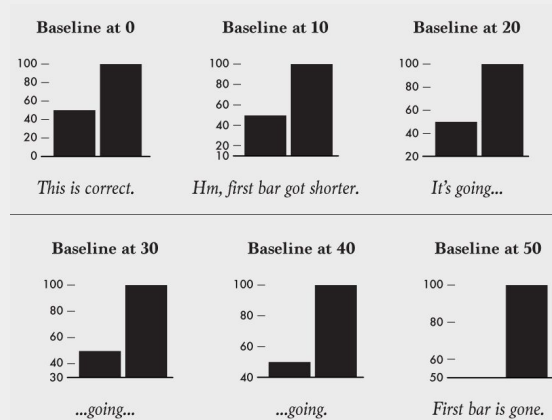 Baseline at 0
100
80
60
40
20
0
This is correct.
Baseline at 10
100
80
60
40
20
10
Hm, first bar got shorter.
Baseline at 20
100
80
60
40
20
It's going...
Baseline at 30
100
80
60
40
30
...going...
Baseline at 40
100
80
60
40
...going.
Baseline at 50
100
80
60
50
First bar is gone.